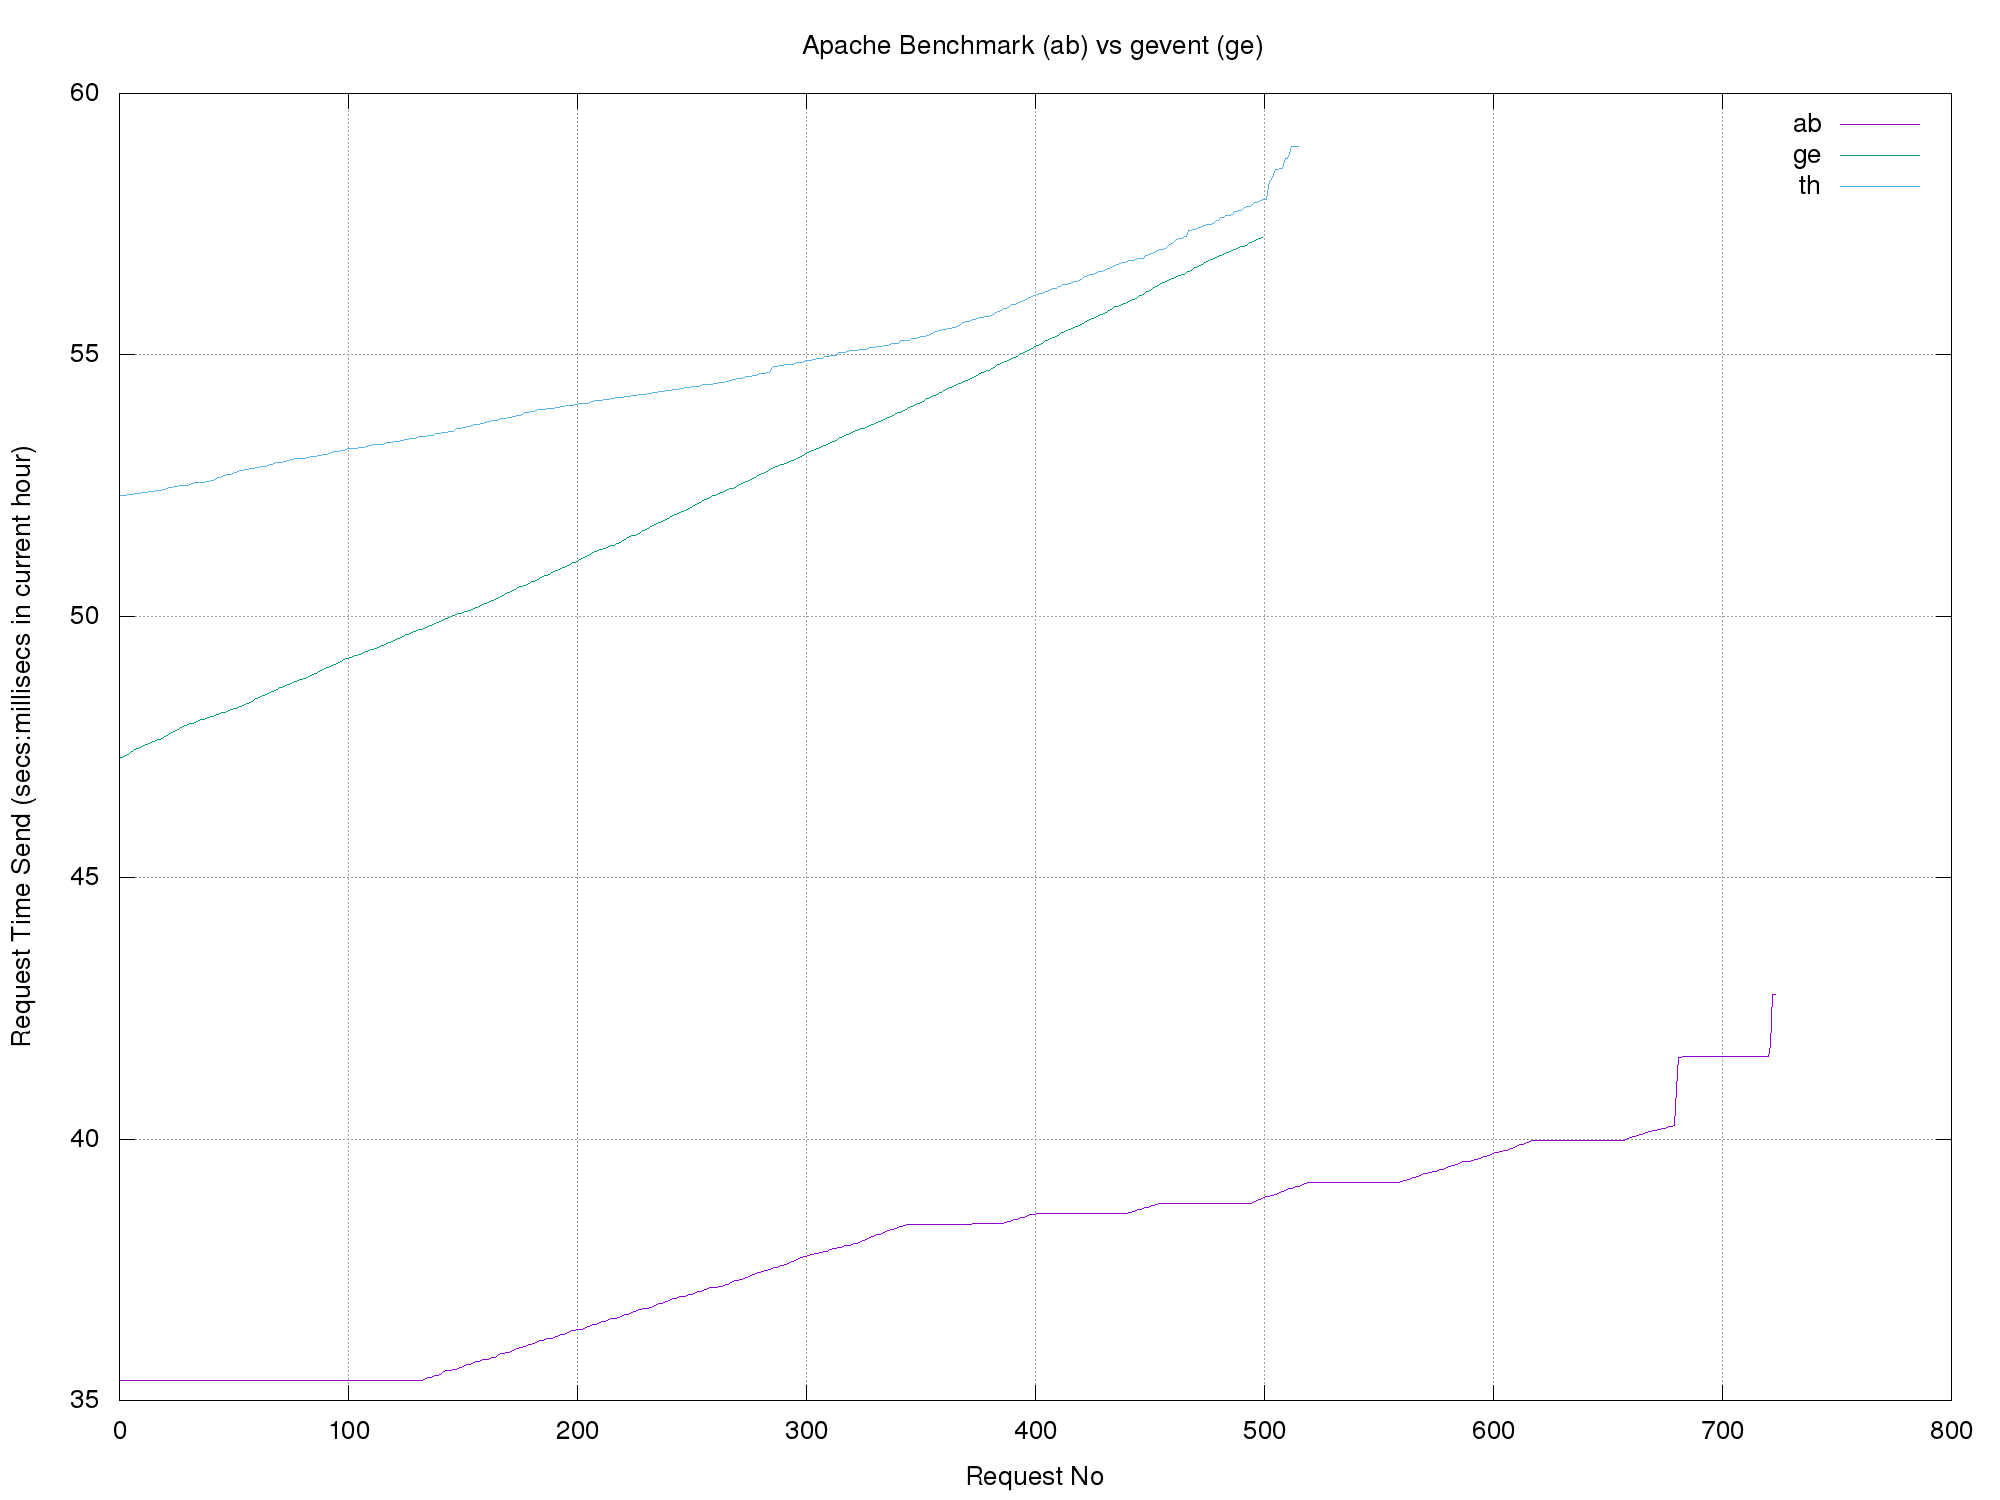 Apache Benchmark (ab) vs gevent (ge)
60
55
50
45
40
35
ab
ge
th
Request Time Send (secs:millisecs in current hour)
0 100 200 300 400 500 600 700 800
Request No